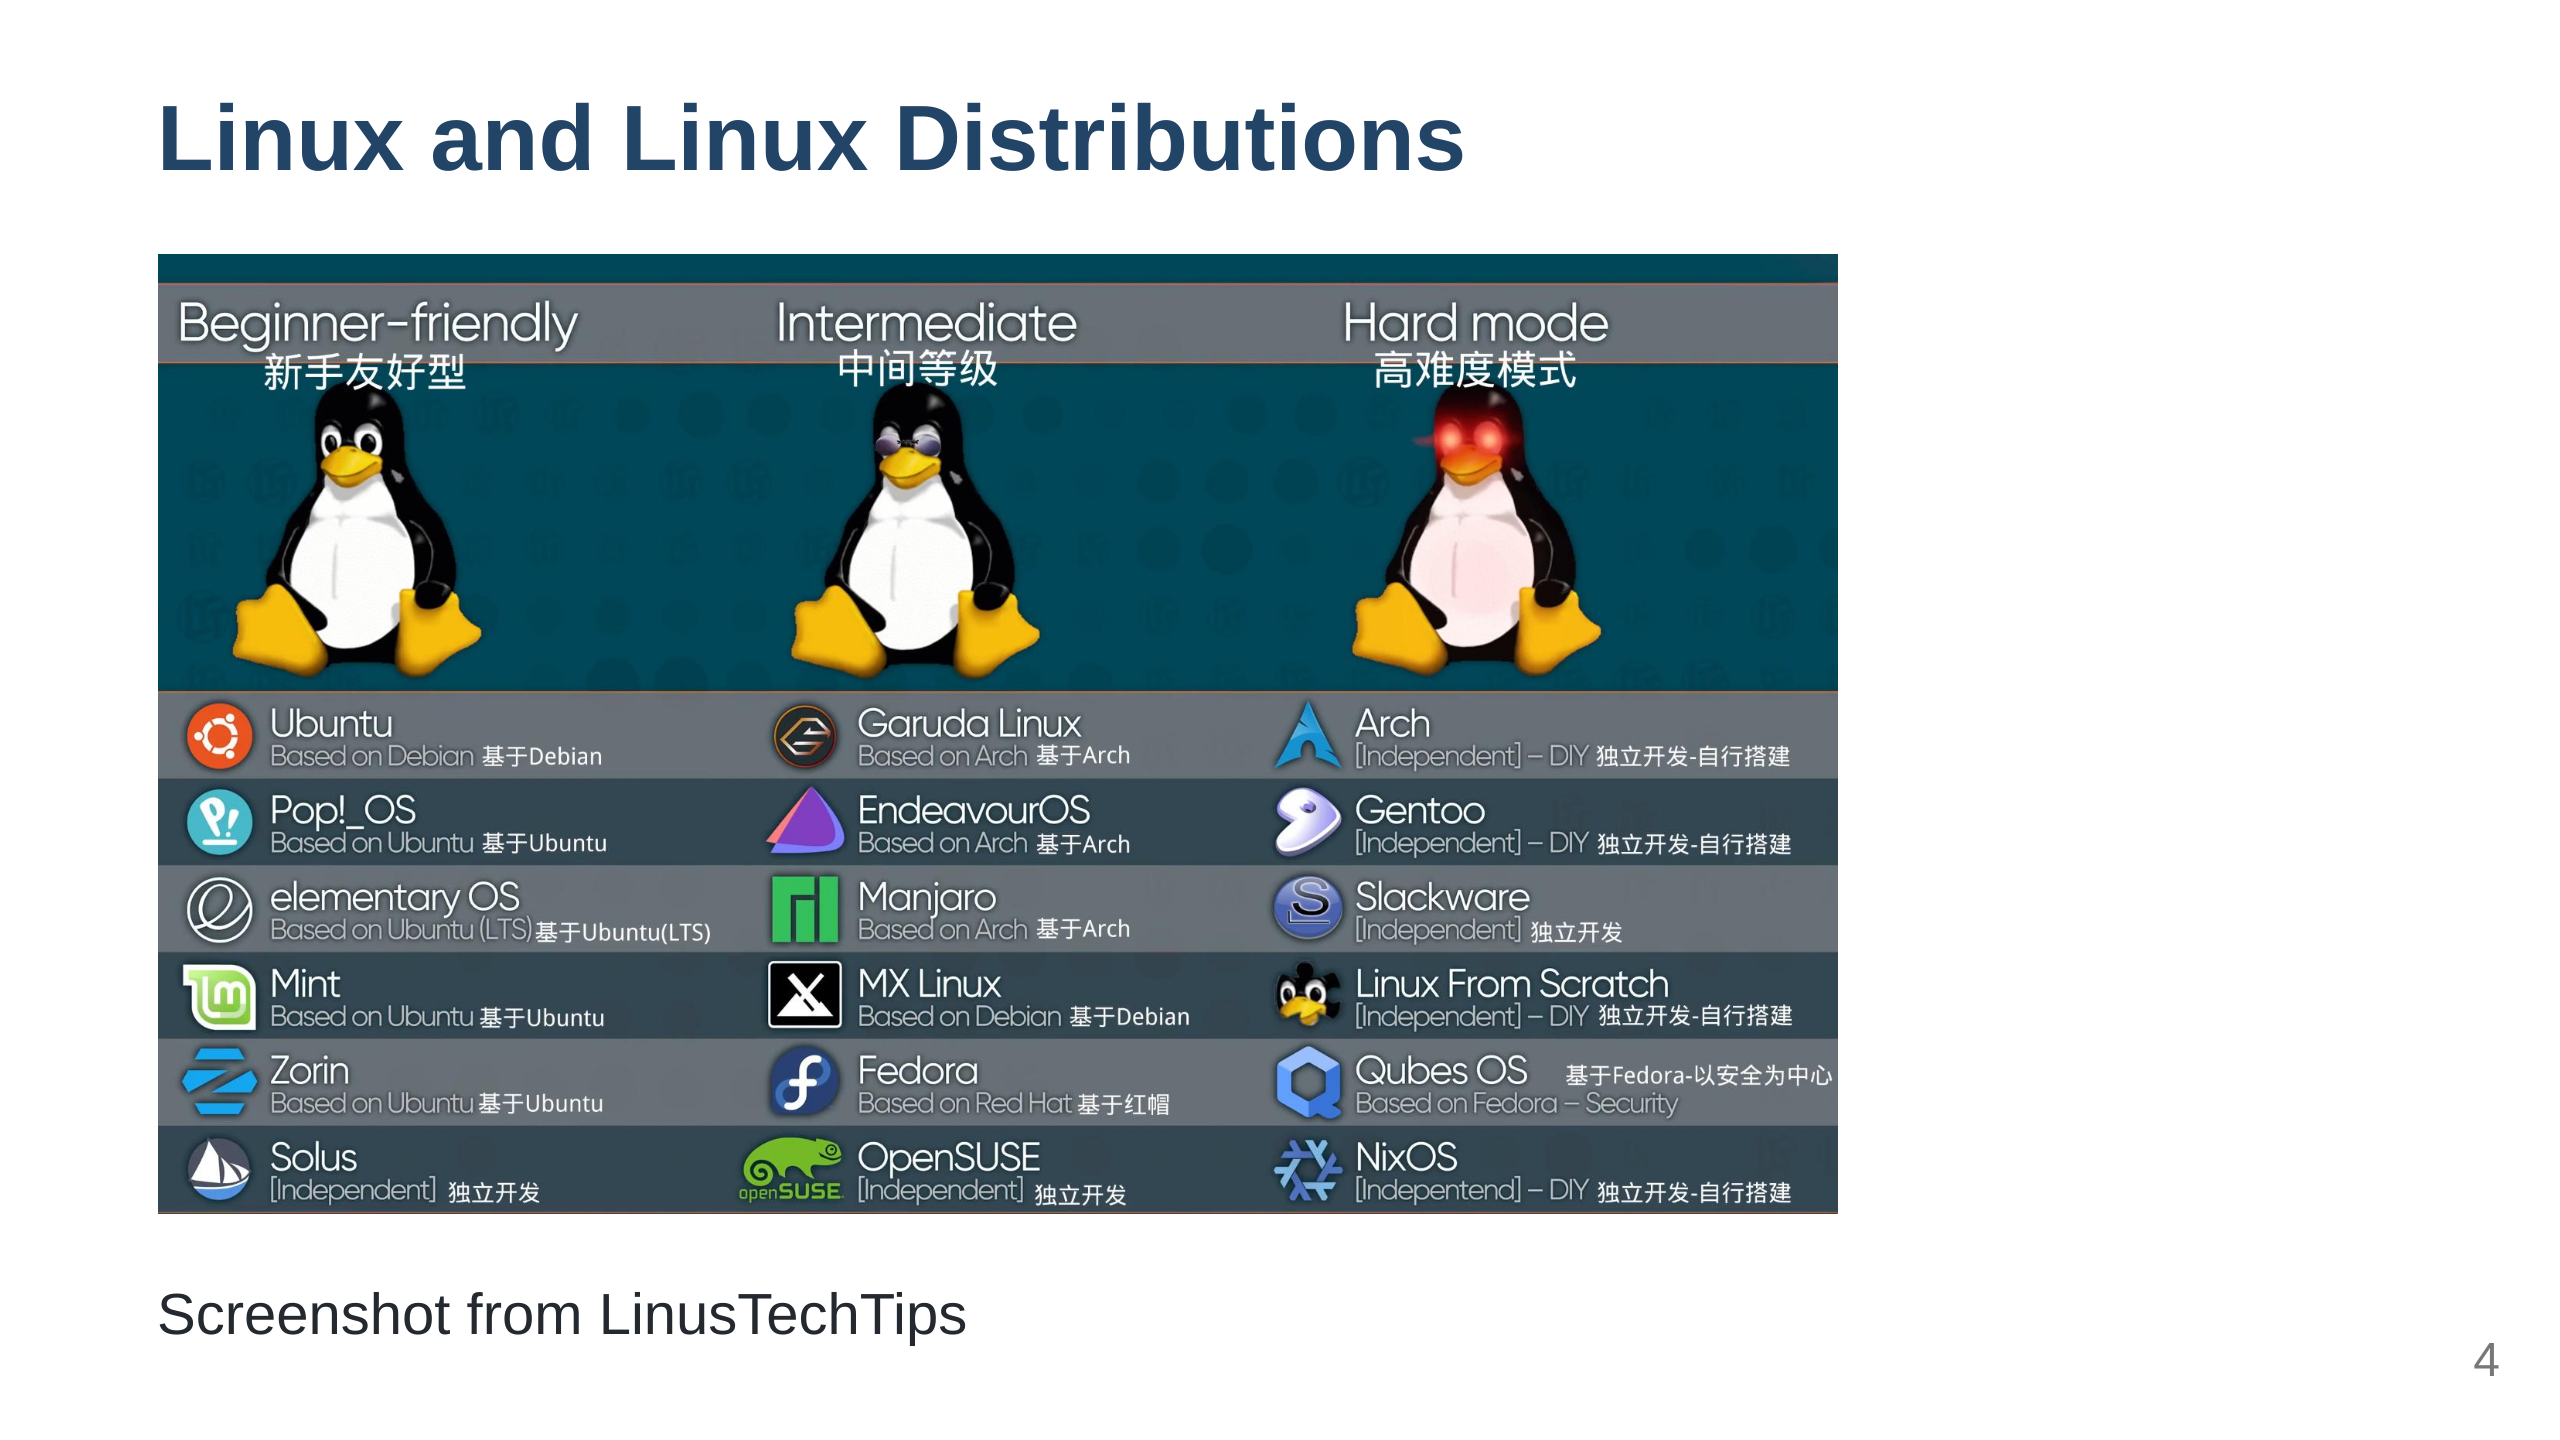 Linux and Linux Distributions
Beginner-friendly
新手友好型
Intermediate
中间等级
Hard mode
高难度模式
Ubuntu
Based on Debian 基于Debian
Garuda Linux
Based on Arch 基于Arch
Arch
[Independent] – DIY 独立开发-自行搭建
Pop!_OS
Based on Ubuntu 基于Ubuntu
EndeavourOS
Based on Arch 基于Arch
Gentoo
[Independent] – DIY 独立开发-自行搭建
elementary OS
Based on Ubuntu (LTS) 基于Ubuntu(LTS)
Manjaro
Based on Arch 基于Arch
Slackware
[Independent] 独立开发
Mint
Based on Ubuntu 基于Ubuntu
MX Linux
Based on Debian 基于Debian
Linux From Scratch
[Independent] – DIY 独立开发-自行搭建
Zorin
Based on Ubuntu 基于Ubuntu
Fedora
Based on Red Hat 基于红帽
Qubes OS 基于Fedora-以安全为中心
Based on Fedora – Security
Solus
[Independent] 独立开发
openSUSE
OpenSUSE
[Independent] 独立开发
NixOS
[Indepentend] – DIY 独立开发-自行搭建
Screenshot from LinusTechTips
4